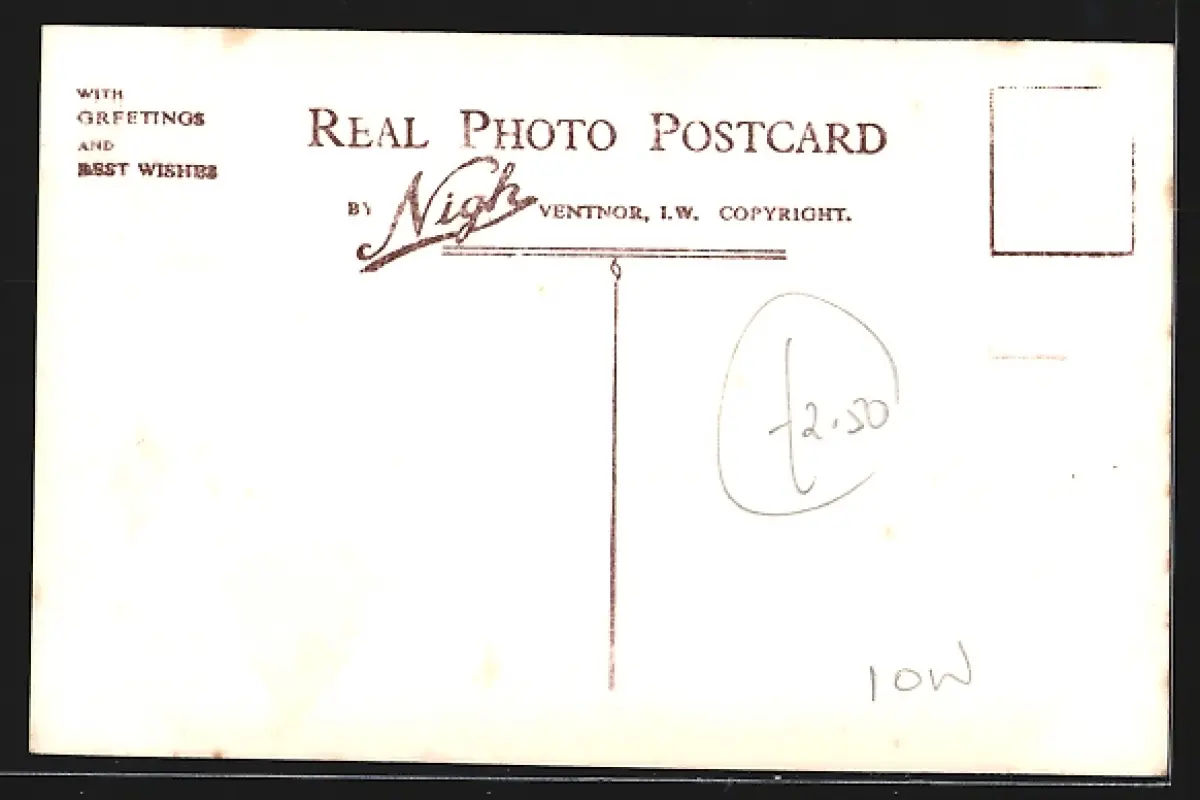 WITH
GREETINGS
AND
BEST WISHES
REAL PHOTO POSTCARD
BY Nigh VENTNOR, I.W. COPYRIGHT.
£2.50
IOW